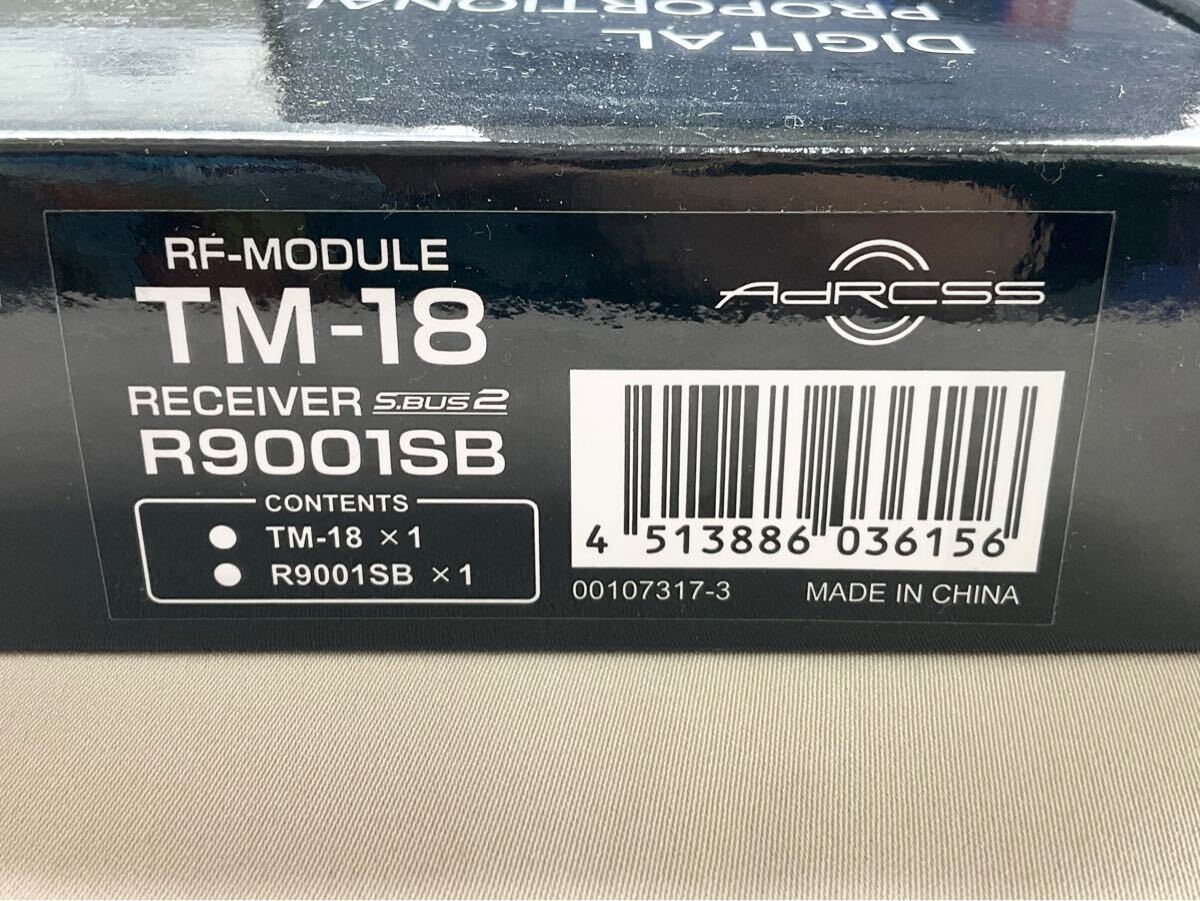 DIGITAL
PROPORTIONAL
RF-MODULE
TM-18
RECEIVER S.BUS2
R9001SB
CONTENTS
● TM-18 ×1
● R9001SB ×1
AdRCSS
4 513886 036156
00107317-3 MADE IN CHINA